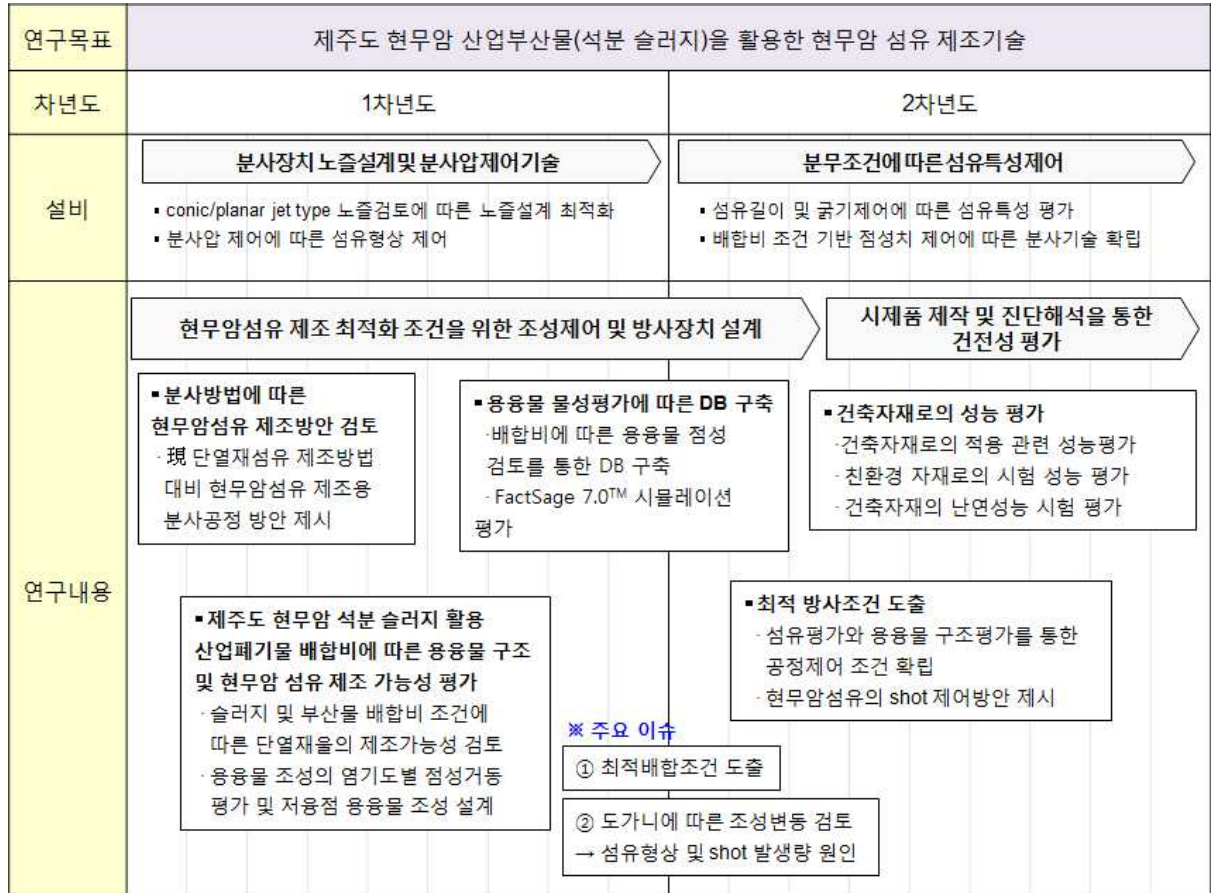 연구목표
제주도 현무암 산업부산물(석분 슬러지)을 활용한 현무암 섬유 제조기술
차년도
1차년도
2차년도
설비
분사장치 노즐설계 및 분사압 제어기술
▪ conic/planar jet type 노즐검토에 따른 노즐설계 최적화
▪ 분사압 제어에 따른 섬유형상 제어
분무조건에 따른 섬유특성제어
▪ 섬유길이 및 굵기제어에 따른 섬유특성 평가
▪ 배합비 조건 기반 점성치 제어에 따른 분사기술 확립
연구내용
현무암섬유 제조 최적화 조건을 위한 조성제어 및 방사장치 설계
시제품 제작 및 진단해석을 통한
건전성 평가
▪분사방법에 따른
현무암섬유 제조방안 검토
· 現 단열재섬유 제조방법
대비 현무암섬유 제조용
분사공정 방안 제시
▪용융물 물성평가에 따른 DB 구축
·배합비에 따른 용융물 점성
검토를 통한 DB 구축
· FactSage 7.0TM 시뮬레이션
평가
▪건축자재로의 성능 평가
·건축자재로의 적용 관련 성능평가
· 친환경 자재로의 시험 성능 평가
· 건축자재의 난연성능 시험 평가
▪제주도 현무암 석분 슬러지 활용
산업폐기물 배합비에 따른 용융물 구조
및 현무암 섬유 제조 가능성 평가
· 슬러지 및 부산물 배합비 조건에
따른 단열재울의 제조가능성 검토
· 용융물 조성의 염기도별 점성거동
평가 및 저융점 용융물 조성 설계
▪최적 방사조건 도출
· 섬유평가와 용융물 구조평가를 통한
공정제어 조건 확립
· 현무암섬유의 shot 제어방안 제시
※ 주요 이슈
① 최적배합조건 도출
② 도가니에 따른 조성변동 검토
→ 섬유형상 및 shot 발생량 원인